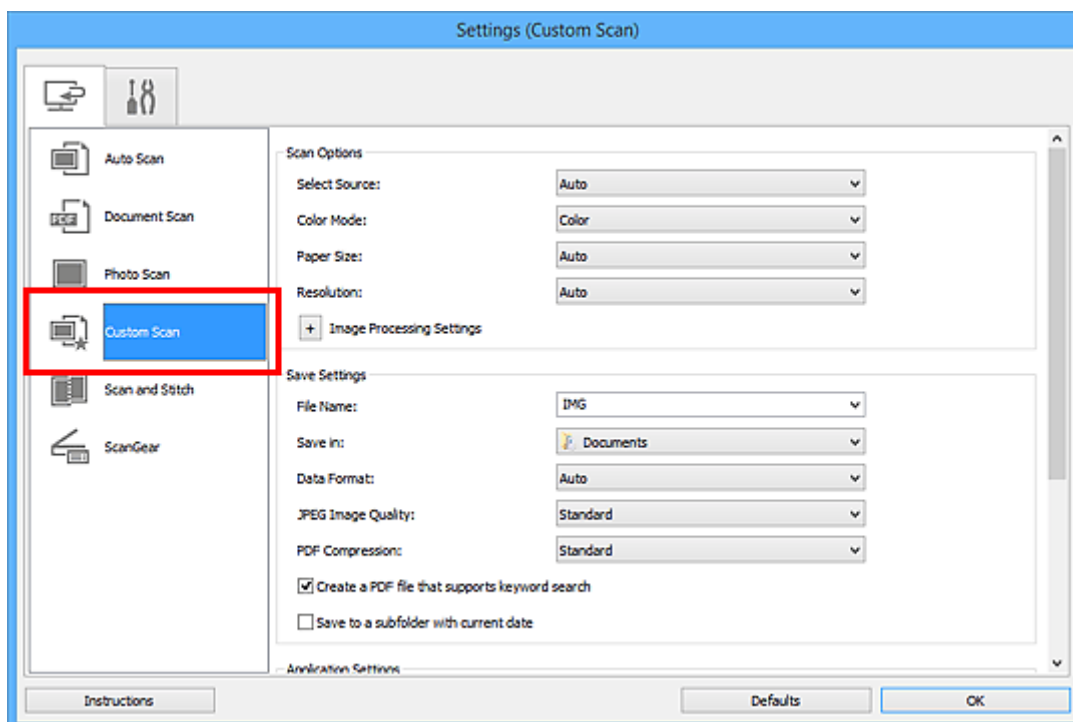 Settings (Custom Scan)
Auto Scan
PDF
Document Scan
Photo Scan
Custom Scan
Scan and Stitch
ScanGear
Scan Options
Select Source: Auto
Color Mode: Color
Paper Size: Auto
Resolution: Auto
+ Image Processing Settings
Save Settings
File Name: IMG
Save in: Documents
Data Format: Auto
JPEG Image Quality: Standard
PDF Compression: Standard
Create a PDF file that supports keyword search
Save to a subfolder with current date
Application Settings
Instructions Defaults OK